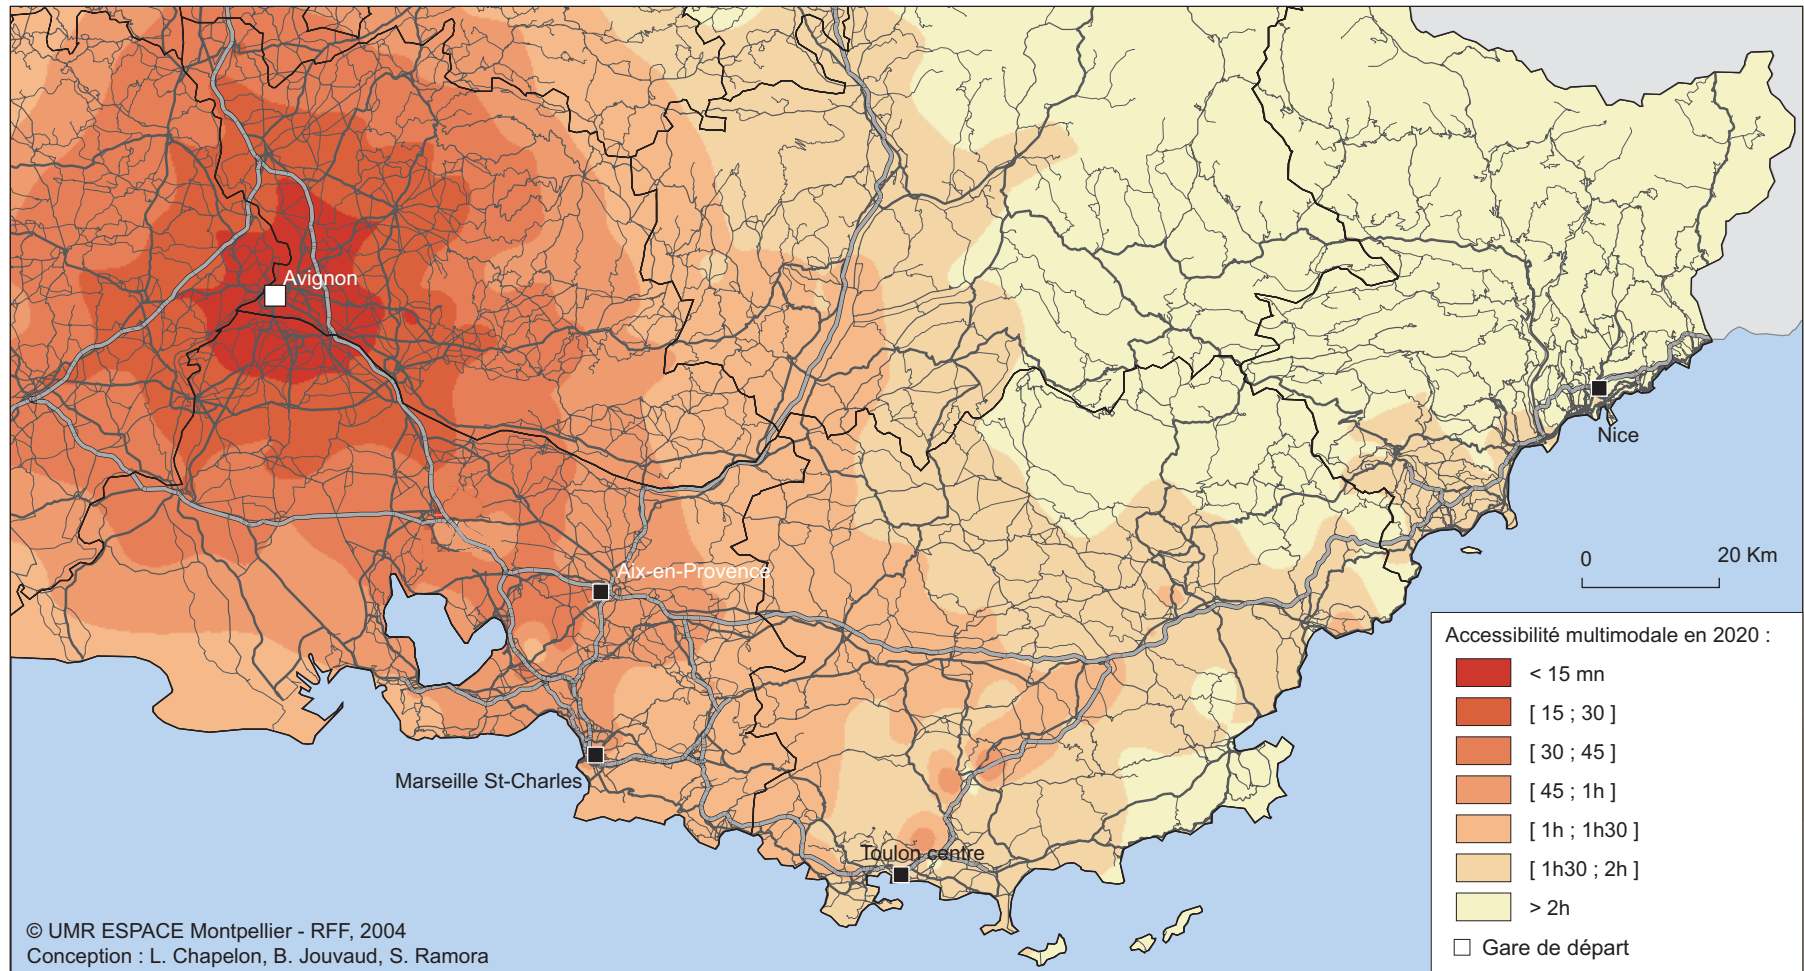 Avignon
Aix-en-Provence
Marseille St-Charles
Toulon centre
Nice
0 20 Km
Accessibilité multimodale en 2020 :
< 15 mn
[ 15 ; 30 ]
[ 30 ; 45 ]
[ 45 ; 1h ]
[ 1h ; 1h30 ]
[ 1h30 ; 2h ]
> 2h
Gare de départ
© UMR ESPACE Montpellier - RFF, 2004
Conception : L. Chapelon, B. Jouvaud, S. Ramora